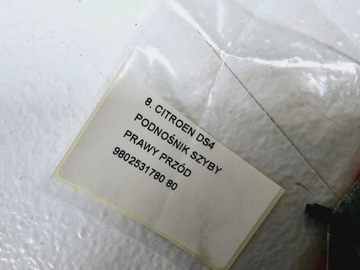 8. CITROEN DS4
PODNOŚNIK SZYBY
PRAWY PRZÓD
9802531780 80